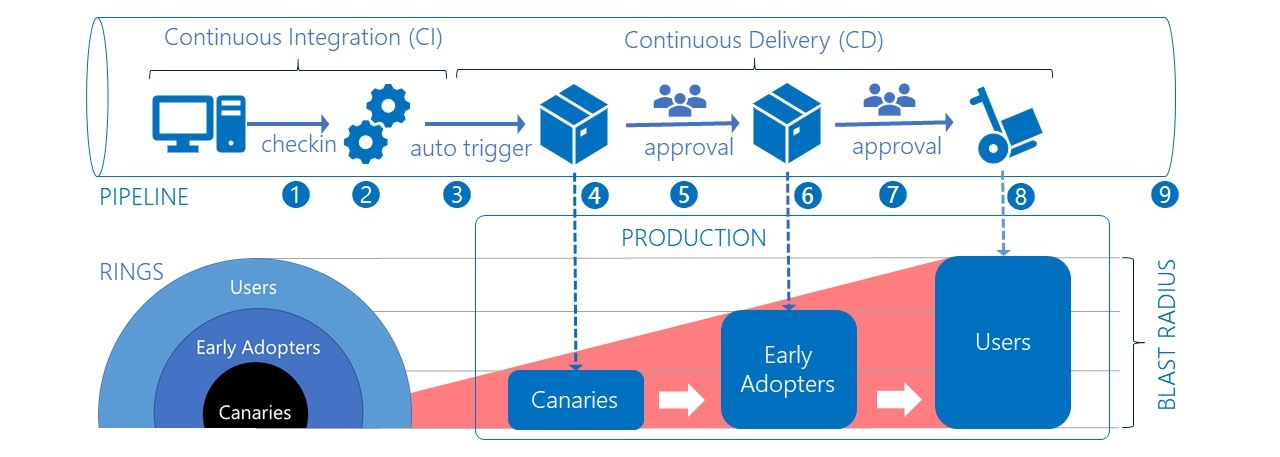 Continuous Integration (CI)
Continuous Delivery (CD)
checkin
auto trigger
approval
approval
PIPELINE
1
2
3
4
5
6
7
8
9
PRODUCTION
RINGS
Users
Early Adopters
Canaries
Canaries
Early
Adopters
Users
BLAST RADIUS